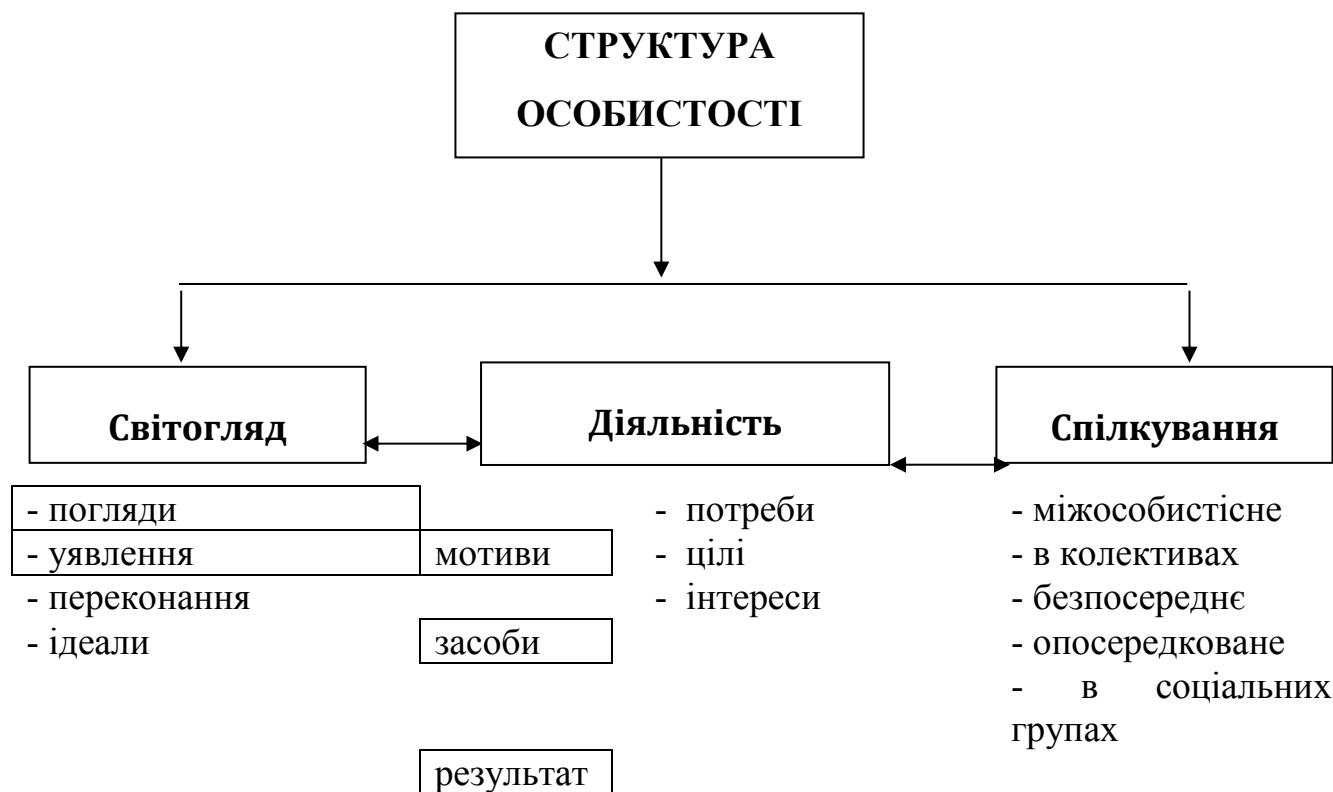 СТРУКТУРА
ОСОБИСТОСТІ
Світогляд
Діяльність
Спілкування
- погляди
- уявлення
- переконання
- ідеали
мотиви
засоби
результат
- потреби
- цілі
- інтереси
- міжособистісне
- в колективах
- безпосереднє
- опосередковане
- в соціальних
групах